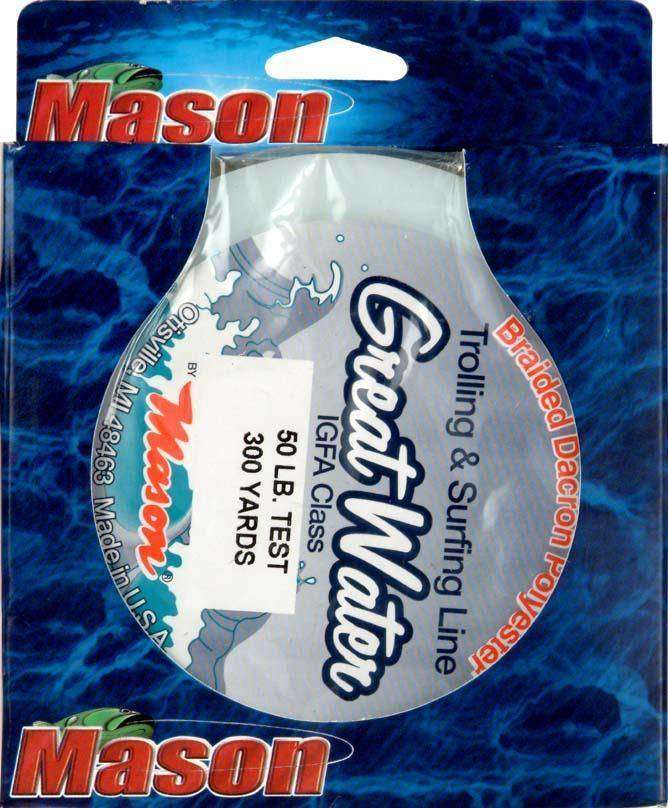 Mason
Braided Dacron Polyester
Trolling & Surfing Line
Great Water
IGFA Class
50 LB. TEST
300 YARDS
BY Mason®
Otisville, MI 48463 Made in U.S.A.
Mason